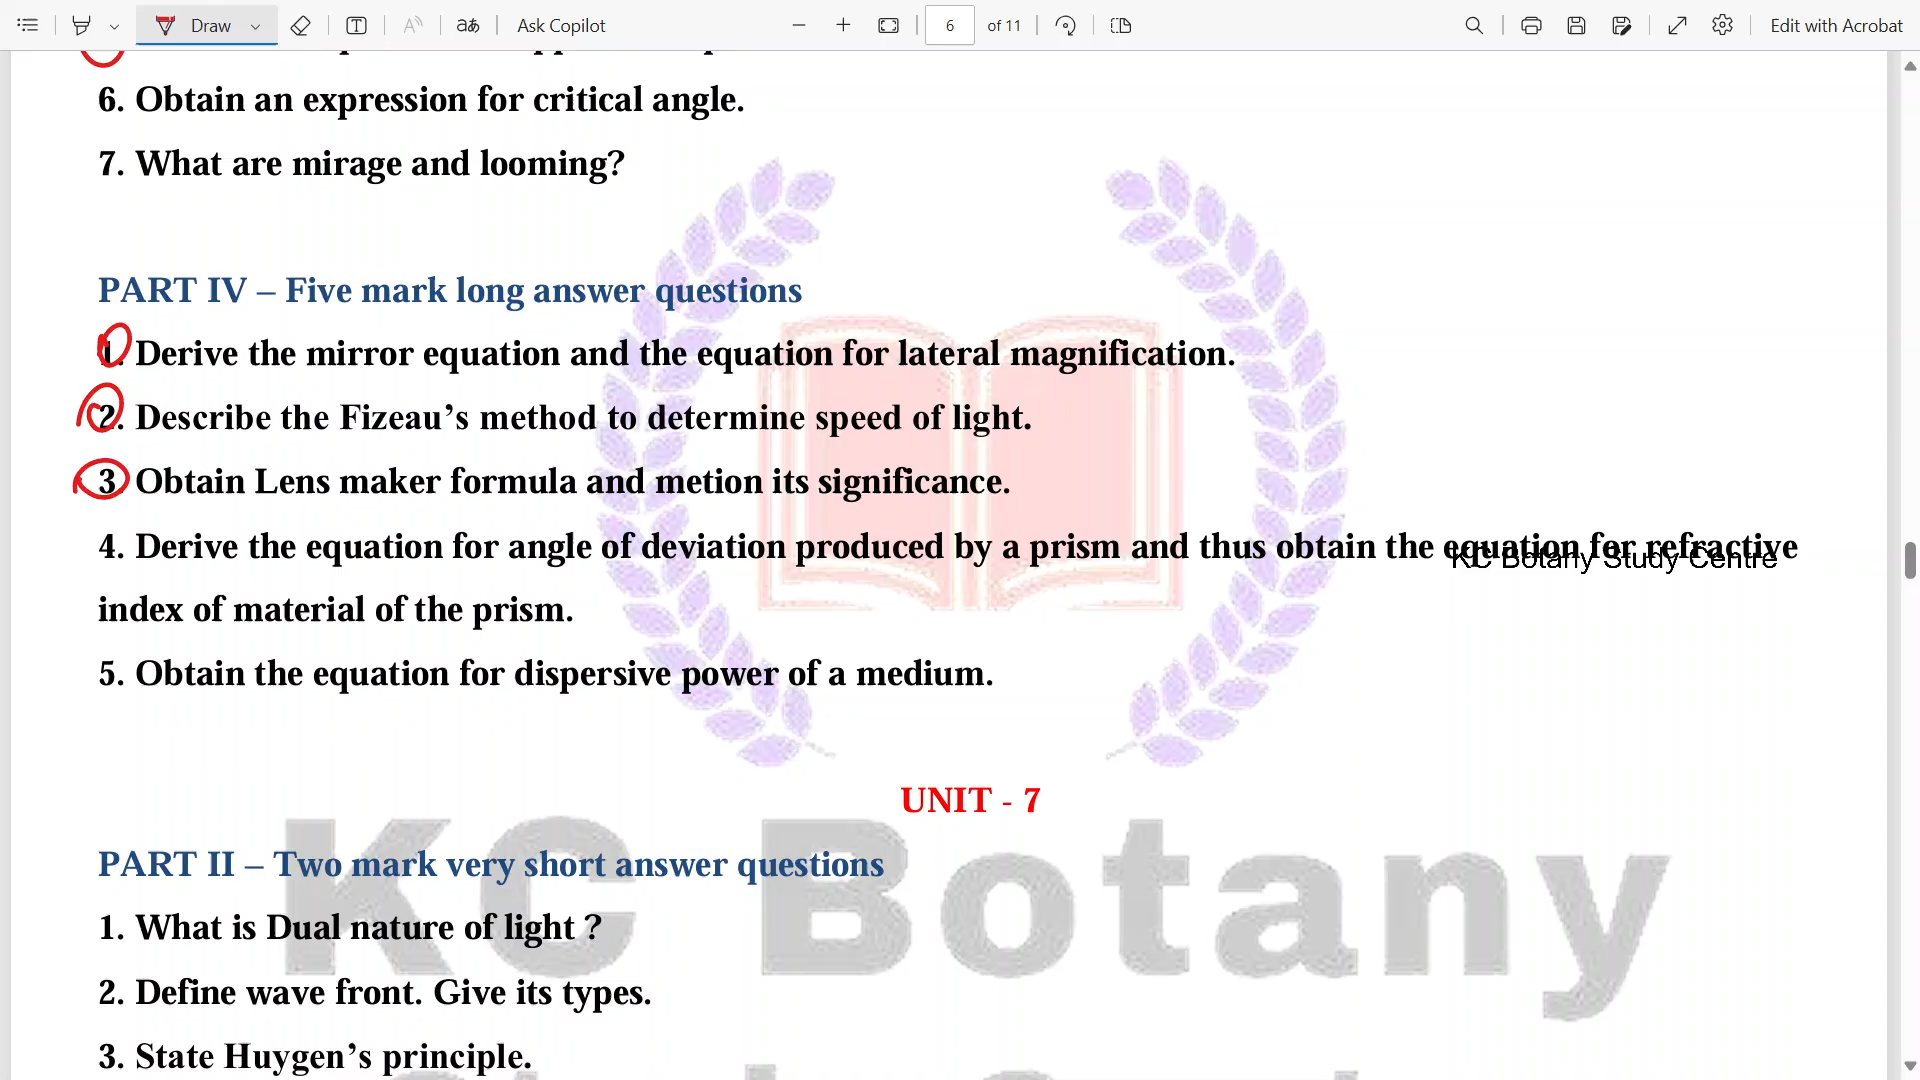 Draw
Ask Copilot
6 of 11
Edit with Acrobat
6. Obtain an expression for critical angle.
7. What are mirage and looming?
PART IV – Five mark long answer questions
1. Derive the mirror equation and the equation for lateral magnification.
2. Describe the Fizeau’s method to determine speed of light.
3. Obtain Lens maker formula and metion its significance.
4. Derive the equation for angle of deviation produced by a prism and thus obtain the equation for refractive
KC Botany Study Centre
index of material of the prism.
5. Obtain the equation for dispersive power of a medium.
UNIT - 7
KC Botany
PART II – Two mark very short answer questions
1. What is Dual nature of light ?
2. Define wave front. Give its types.
3. State Huygen’s principle.